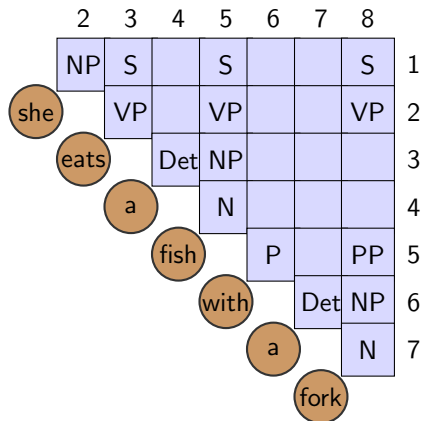 2 3 4 5 6 7 8
NP S S S 1
she VP VP VP 2
eats Det NP 3
a N 4
fish P PP 5
with Det NP 6
a N 7
fork